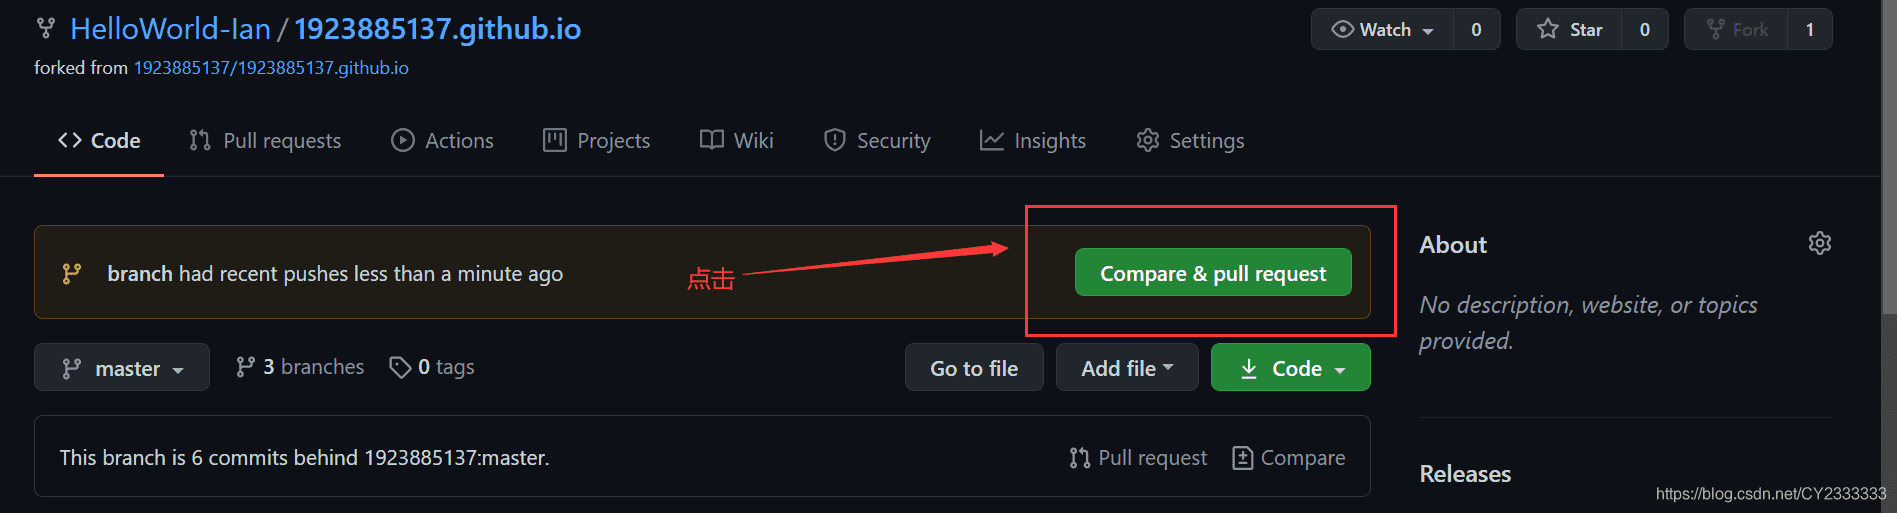 HelloWorld-Ian / 1923885137.github.io
Watch 0 Star 0 Fork 1
forked from 1923885137/1923885137.github.io
Code Pull requests Actions Projects Wiki Security Insights Settings
branch had recent pushes less than a minute ago
点击
Compare & pull request
About
No description, website, or topics
provided.
master 3 branches 0 tags
Go to file Add file Code
This branch is 6 commits behind 1923885137:master.
Pull request Compare
Releases
https://blog.csdn.net/CY2333333